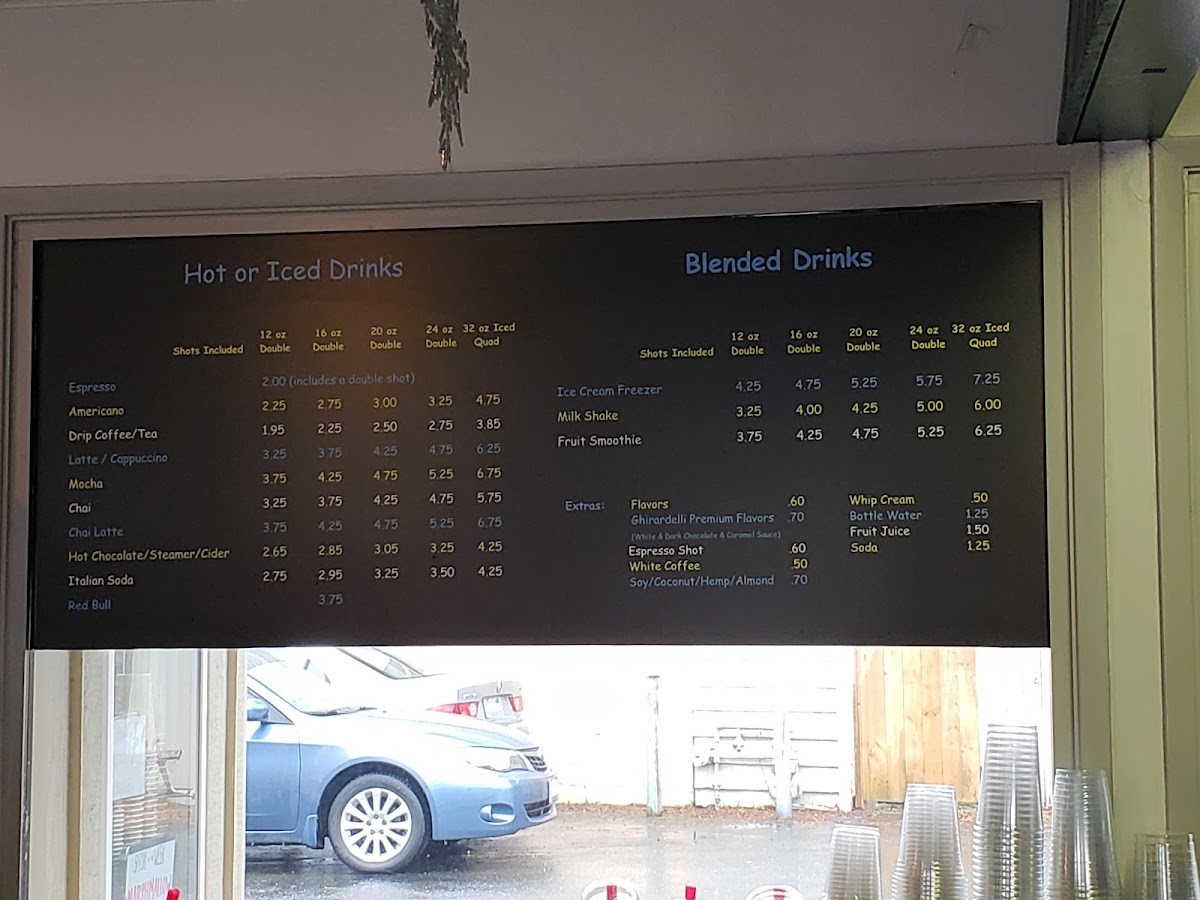 Hot or Iced Drinks
Shots Included 12 oz Double 16 oz Double 20 oz Double 24 oz Double 32 oz Iced Quad
Espresso 2.00 (includes a double shot)
Americano 2.25 2.75 3.00 3.25 4.75
Drip Coffee/Tea 1.95 2.25 2.50 2.75 3.85
Latte / Cappuccino 3.25 3.75 4.25 4.75 6.25
Mocha 3.75 4.25 4.75 5.25 6.75
Chai 3.25 3.75 4.25 4.75 5.75
Chai Latte 3.75 4.25 4.75 5.25 6.75
Hot Chocolate/Steamer/Cider 2.65 2.85 3.05 3.25 4.25
Italian Soda 2.75 2.95 3.25 3.50 4.25
Red Bull 3.75
Blended Drinks
Shots Included 12 oz Double 16 oz Double 20 oz Double 24 oz Double 32 oz Iced Quad
Ice Cream Freezer 4.25 4.75 5.25 5.75 7.25
Milk Shake 3.25 4.00 4.25 5.00 6.00
Fruit Smoothie 3.75 4.25 4.75 5.25 6.25
Extras: Flavors .60
Ghirardelli Premium Flavors .70
(White & Dark Chocolate & Caramel Sauce)
Espresso Shot .60
White Coffee .50
Soy/Coconut/Hemp/Almond .70
Whip Cream .50
Bottle Water 1.25
Fruit Juice 1.50
Soda 1.25
MARSHMALLOW